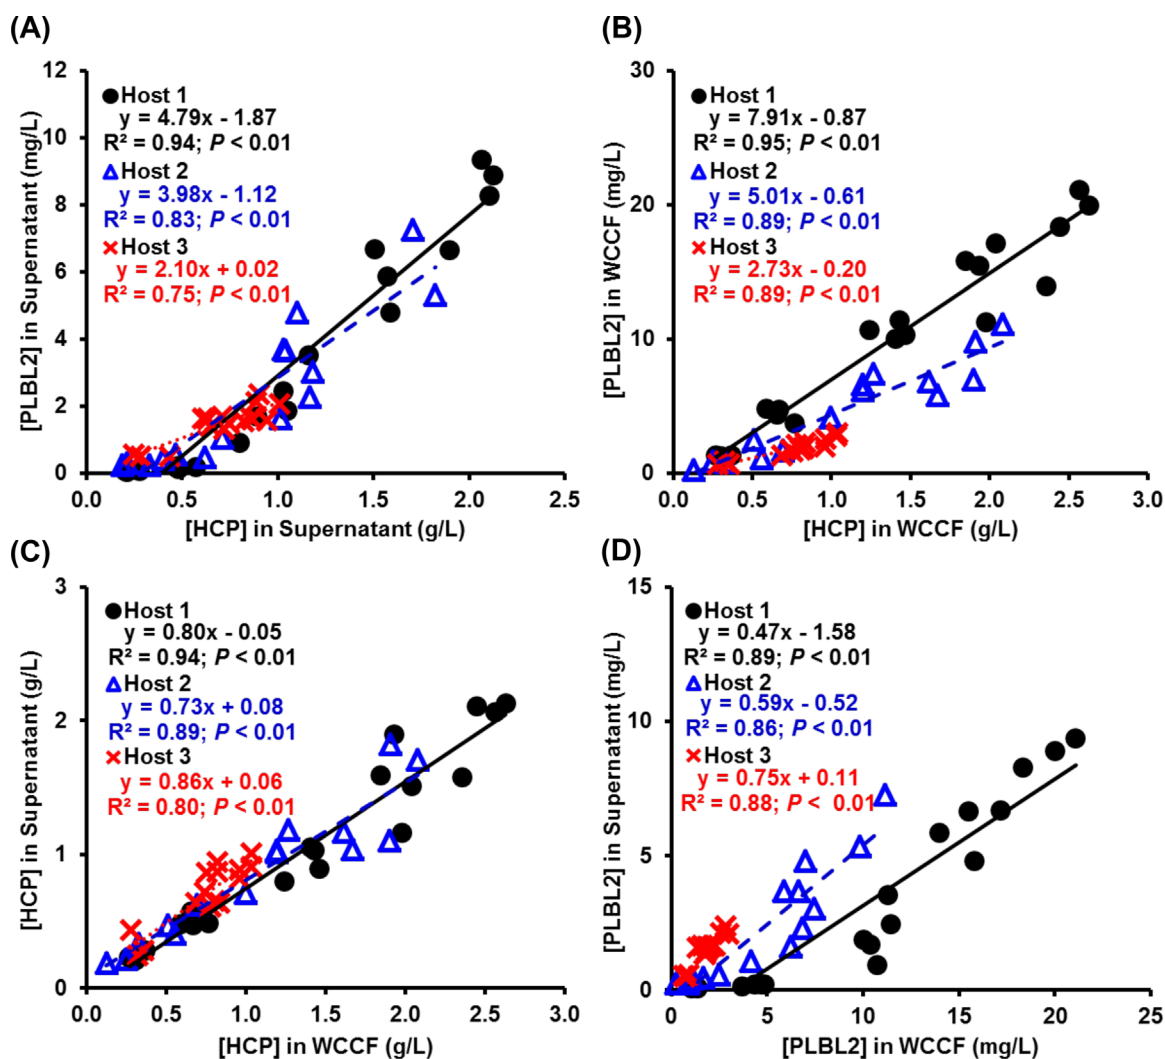 (A)
[PLBL2] in Supernatant (mg/L)
12
10
8
6
4
2
0
Host 1
y = 4.79x - 1.87
R² = 0.94; P < 0.01
Host 2
y = 3.98x - 1.12
R² = 0.83; P < 0.01
Host 3
y = 2.10x + 0.02
R² = 0.75; P < 0.01
0.0 0.5 1.0 1.5 2.0 2.5
[HCP] in Supernatant (g/L)
(B)
[PLBL2] in WCCF (mg/L)
30
20
10
0
Host 1
y = 7.91x - 0.87
R² = 0.95; P < 0.01
Host 2
y = 5.01x - 0.61
R² = 0.89; P < 0.01
Host 3
y = 2.73x - 0.20
R² = 0.89; P < 0.01
0.0 0.5 1.0 1.5 2.0 2.5 3.0
[HCP] in WCCF (g/L)
(C)
[HCP] in Supernatant (g/L)
3
2
1
0
Host 1
y = 0.80x - 0.05
R² = 0.94; P < 0.01
Host 2
y = 0.73x + 0.08
R² = 0.89; P < 0.01
Host 3
y = 0.86x + 0.06
R² = 0.80; P < 0.01
0.0 0.5 1.0 1.5 2.0 2.5 3.0
[HCP] in WCCF (g/L)
(D)
[PLBL2] in Supernatant (mg/L)
15
10
5
0
Host 1
y = 0.47x - 1.58
R² = 0.89; P < 0.01
Host 2
y = 0.59x - 0.52
R² = 0.86; P < 0.01
Host 3
y = 0.75x + 0.11
R² = 0.88; P < 0.01
0 5 10 15 20 25
[PLBL2] in WCCF (mg/L)